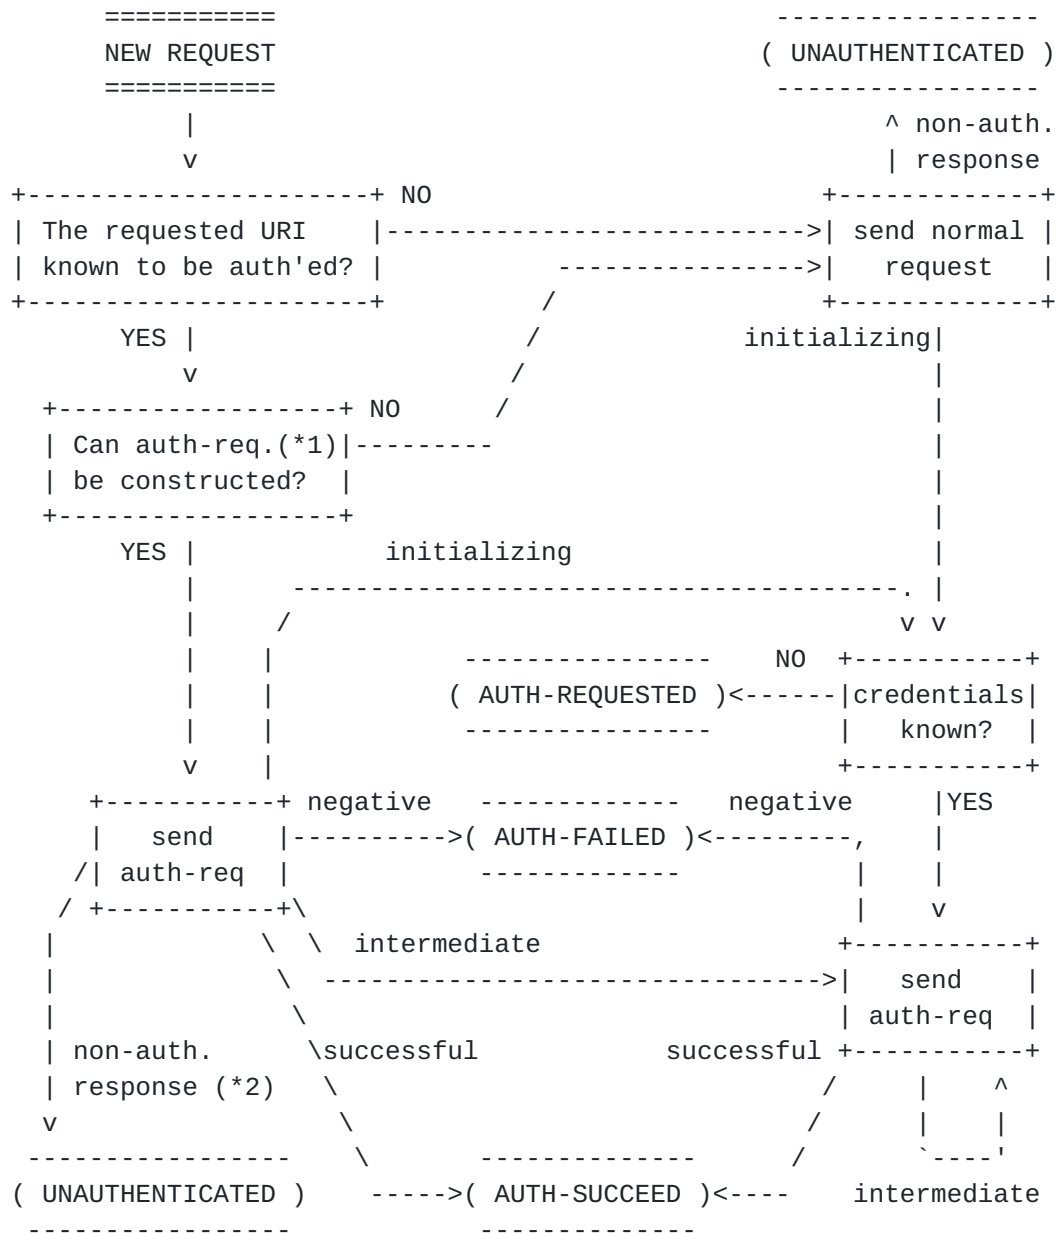 ===========                                -----------------
NEW REQUEST                               ( UNAUTHENTICATED )
===========                                -----------------
     |                                            ^ non-auth.
     v                                            | response
+----------------------+ NO                         +-------------+
| The requested URI    |--------------------------->| send normal |
| known to be auth'ed? |           ---------------->|   request   |
+----------------------+          /                 +-------------+
       YES |                     /             initializing|
           v                    /                          |
  +------------------+ NO      /                           |
  | Can auth-req.(*1)|---------                            |
  | be constructed?  |                                     |
  +------------------+                                     |
       YES |            initializing                       |
           |      ---------------------------------------. |
           |     /                                       v v
           |    |            ----------------    NO  +-----------+
           |    |           ( AUTH-REQUESTED )<------|credentials|
           |    |            ----------------        |   known?  |
           v    |                                    +-----------+
     +-----------+ negative   -------------   negative     |YES
     |   send    |---------->( AUTH-FAILED )<---------,    |
    /| auth-req  |            -------------           |    |
   / +-----------+\                                   |    v
  |             \  \  intermediate                   +-----------+
  |              \  -------------------------------->|   send    |
  |               \                                  | auth-req  |
  | non-auth.      \successful            successful +-----------+
  | response (*2)   \                               /     |    ^
  v                  \                             /      |    |
 -----------------    \       --------------      /       `----'
( UNAUTHENTICATED )    ----->( AUTH-SUCCEED )<----    intermediate
 -----------------            --------------